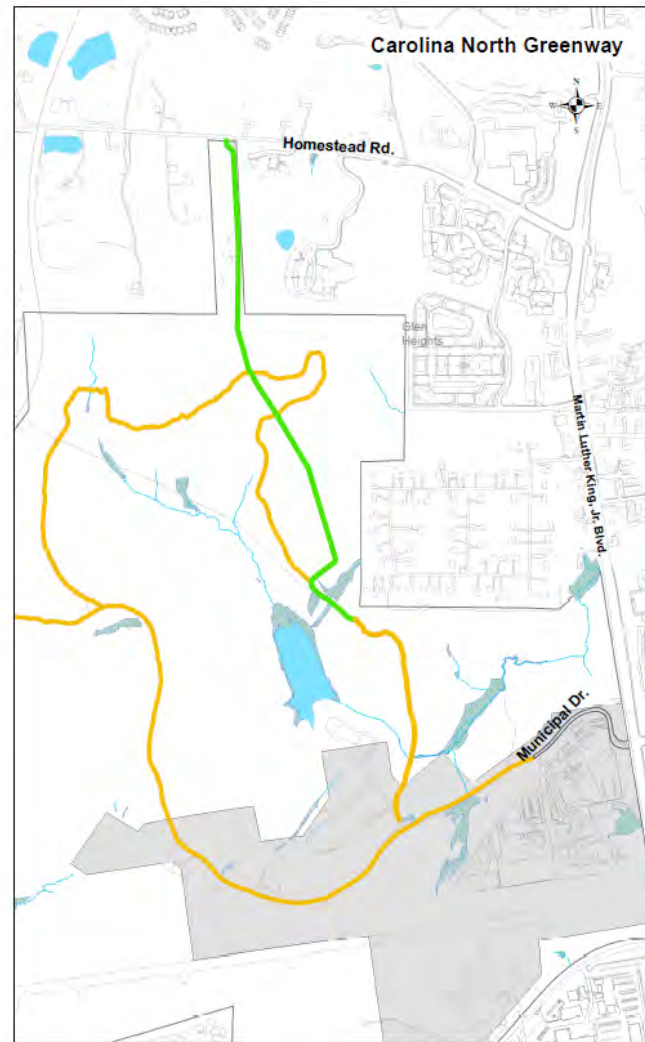 Carolina North Greenway
N
W E
S
Homestead Rd.
Glen
Heights
Martin Luther King, Jr. Blvd.
Municipal Dr.